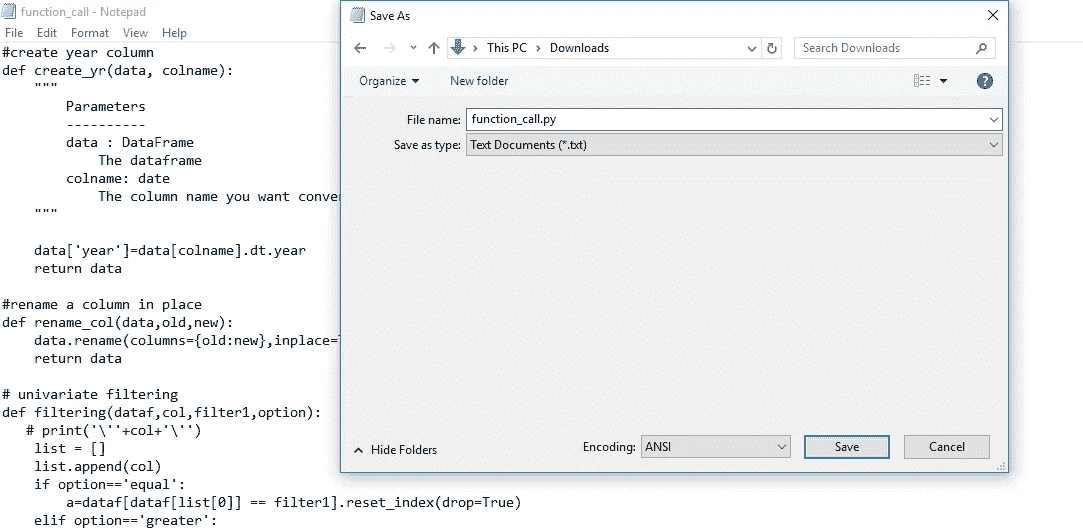 function_call - Notepad
File Edit Format View Help
#create year column
def create_yr(data, colname):
    """
        Parameters
        ----------
        data : DataFrame
            The dataframe
        colname: date
            The column name you want
    """

    data['year']=data[colname].dt.year
    return data

#rename a column in place
def rename_col(data,old,new):
    data.rename(columns={old:new},inplace=
    return data

# univariate filtering
def filtering(dataf,col,filter1,option):
   # print('\''+col+'\'')
    list = []
    list.append(col)
    if option=='equal':
        a=dataf[dataf[list[0]] == filter1].reset_index(drop=True)
    elif option=='greater':
Save As
This PC > Downloads
Search Downloads
Organize
New folder
File name: function_call.py
Save as type: Text Documents (*.txt)
Hide Folders
Encoding: ANSI
Save
Cancel